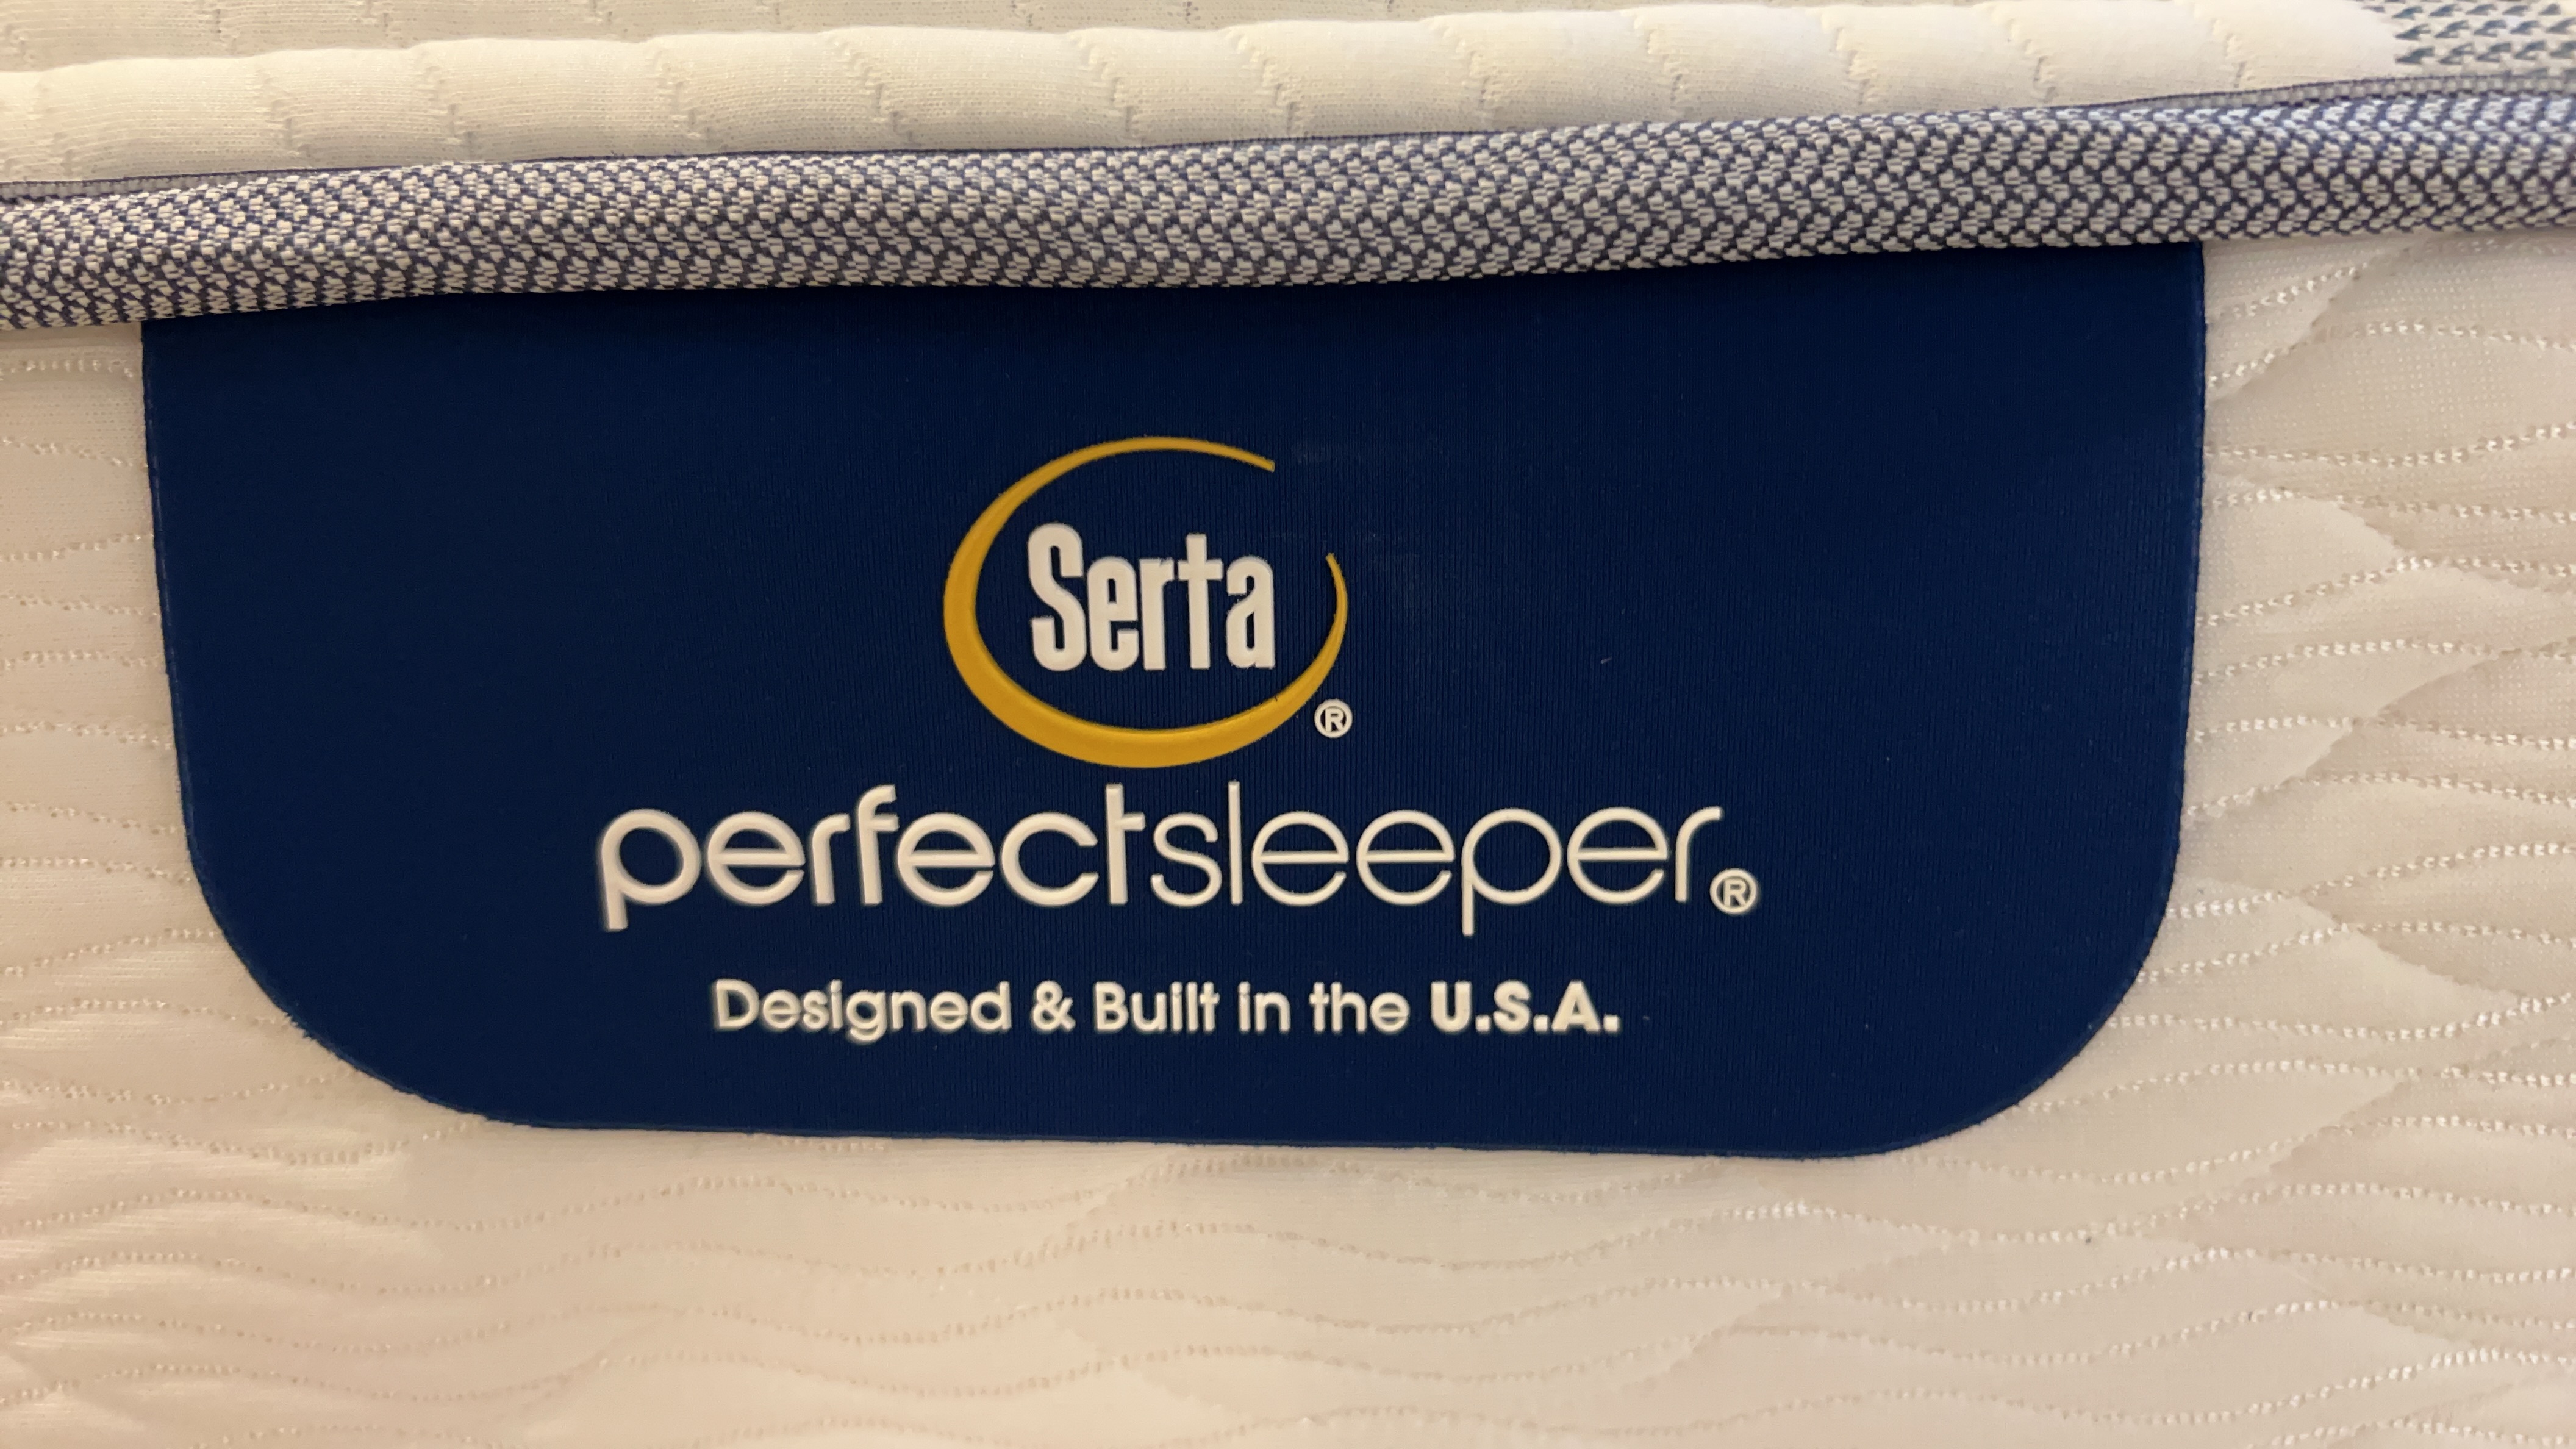 Serta®
perfectsleeper®
Designed & Built in the U.S.A.